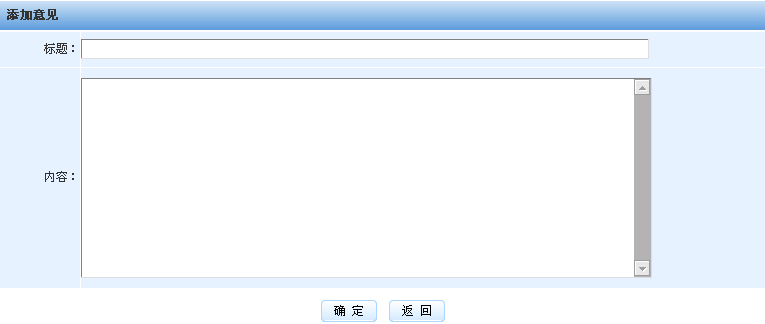 添加意见
标题：
内容：
确 定 返 回